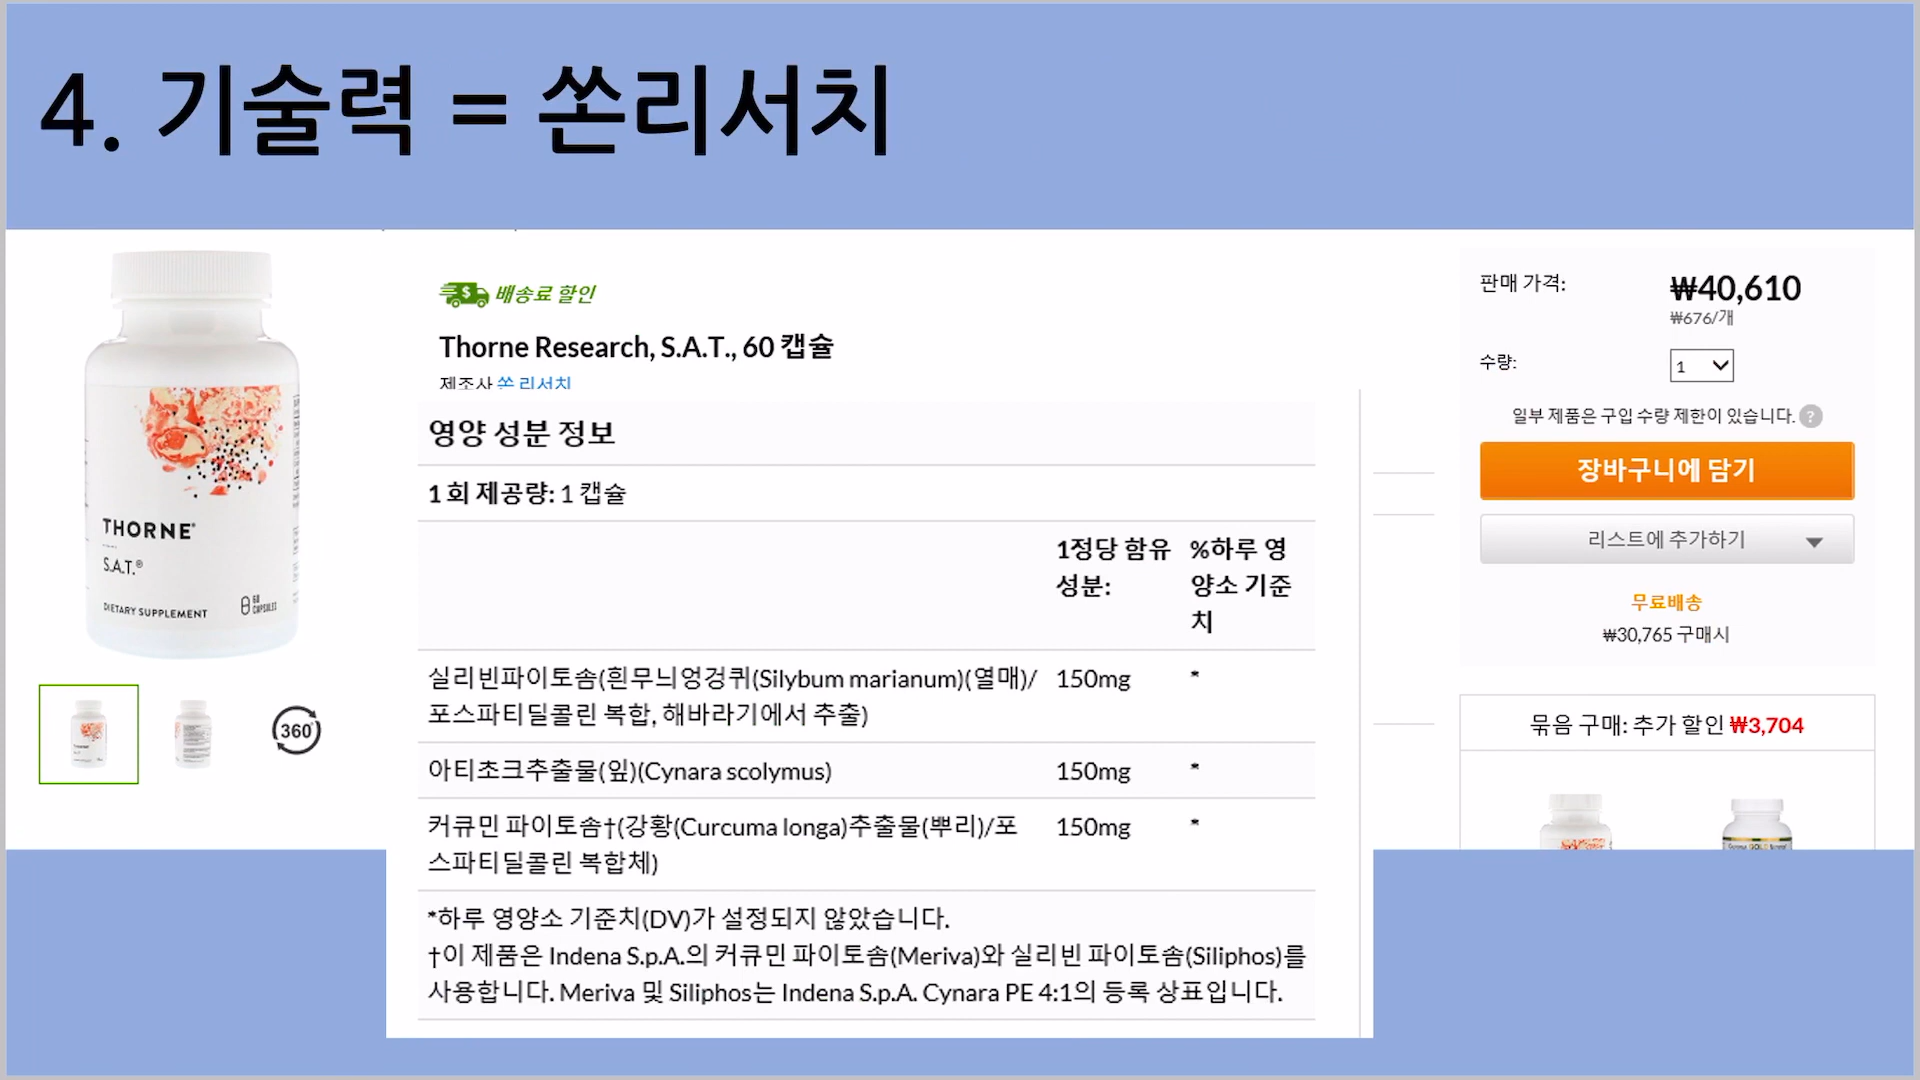 4. 기술력 = 쏜리서치
배송료 할인
Thorne Research, S.A.T., 60 캡슐
제조사 쏜 리서치
영양 성분 정보
1 회 제공량: 1 캡슐
1정당 함유 성분:
%하루 영양소 기준치
실리빈파이토솜(흰무늬엉겅퀴(Silybum marianum)(열매)/
포스파티딜콜린 복합, 해바라기에서 추출)
150mg
*
아티초크추출물(잎)(Cynara scolymus)
150mg
*
커큐민 파이토솜†(강황(Curcuma longa)추출물(뿌리)/포
스파티딜콜린 복합체)
150mg
*
*하루 영양소 기준치(DV)가 설정되지 않았습니다.
†이 제품은 Indena S.p.A.의 커큐민 파이토솜(Meriva)와 실리빈 파이토솜(Siliphos)를
사용합니다. Meriva 및 Siliphos는 Indena S.p.A. Cynara PE 4:1의 등록 상표입니다.
THORNE®
S.A.T.®
DIETARY SUPPLEMENT
60
CAPSULES
360°
판매 가격:
₩40,610
₩676/개
수량:
1
일부 제품은 구입 수량 제한이 있습니다. ?
장바구니에 담기
리스트에 추가하기
무료배송
₩30,765 구매시
묶음 구매: 추가 할인 ₩3,704